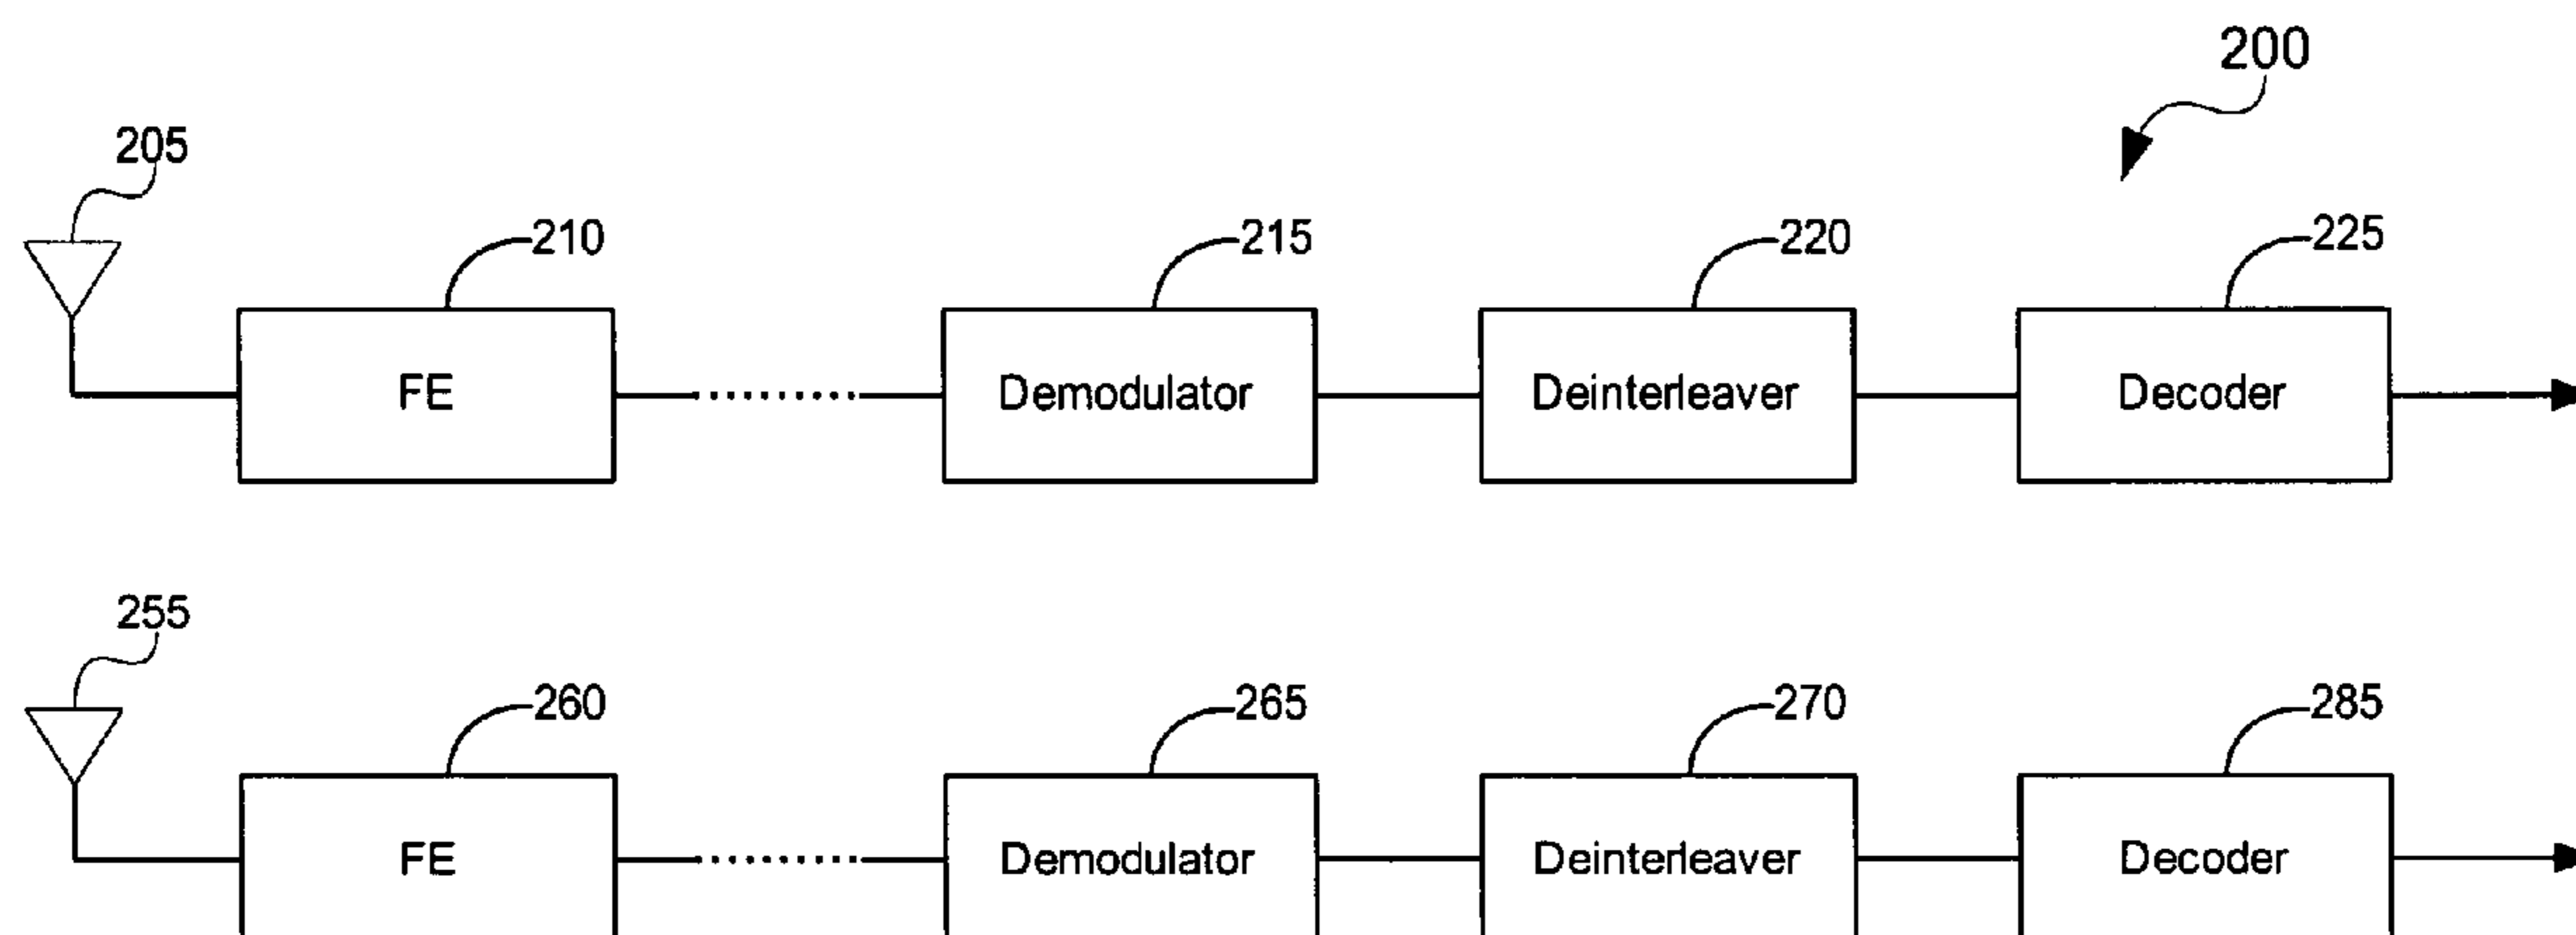 200
205
210
215
220
225
FE
Demodulator
Deinterleaver
Decoder
255
260
265
270
285
FE
Demodulator
Deinterleaver
Decoder